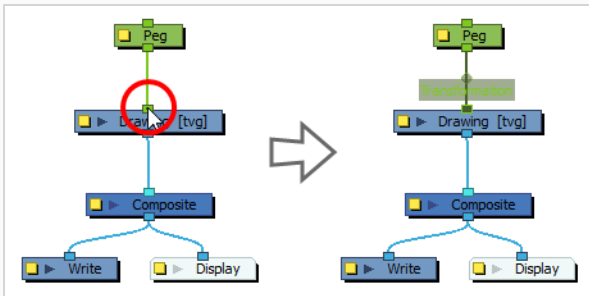 Peg
Drawing [tvg]
Composite
Write
Display
Peg
Transformation
Drawing [tvg]
Composite
Write
Display